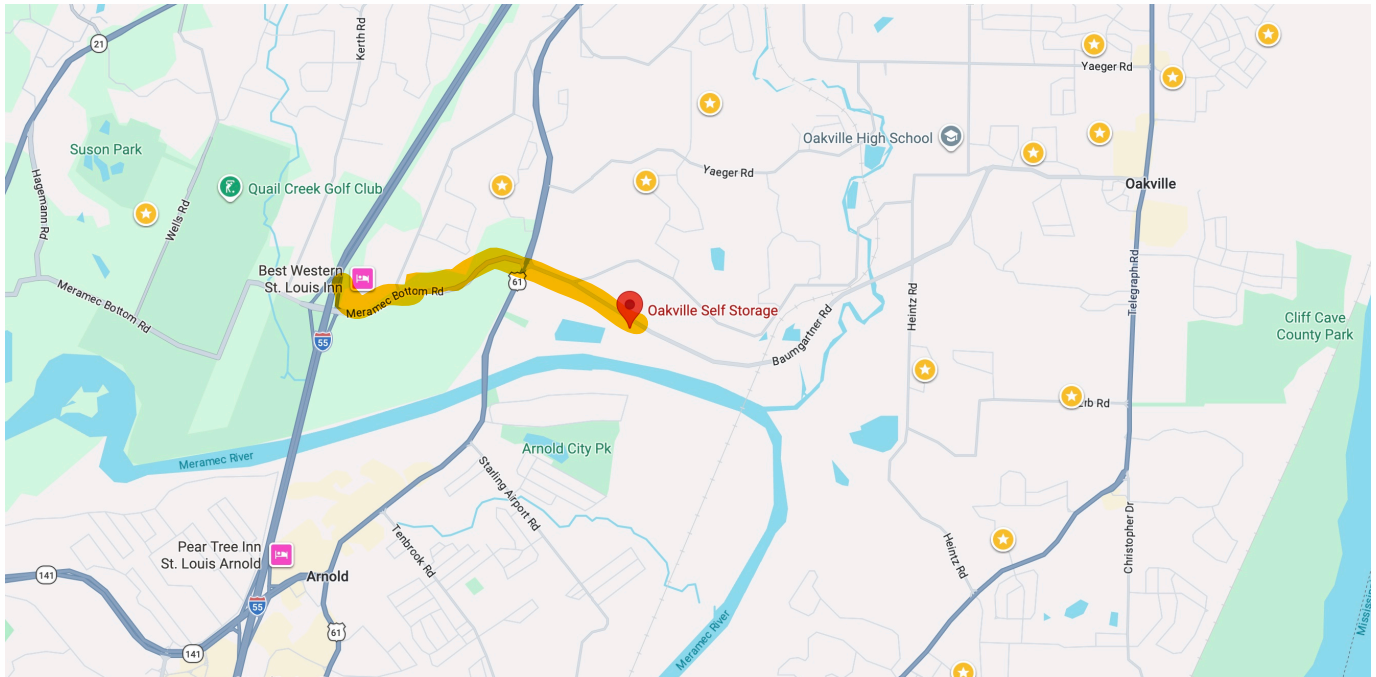 21
Kerth Rd
Yaeger Rd
Oakville High School
Suson Park
Hagemann Rd
Wells Rd
Quail Creek Golf Club
Yaeger Rd
Oakville
Telegraph Rd
Best Western
St. Louis Inn
Meramec Bottom Rd
Meramec Bottom Rd
61
55
Oakville Self Storage
Heintz Rd
Baumgartner Rd
Cliff Cave
County Park
rb Rd
Meramec River
Arnold City Pk
Starling Airport Rd
Tenbrook Rd
Pear Tree Inn
St. Louis Arnold
141
Arnold
55
61
141
Heintz Rd
Christopher Dr
Meramec River
Mississi